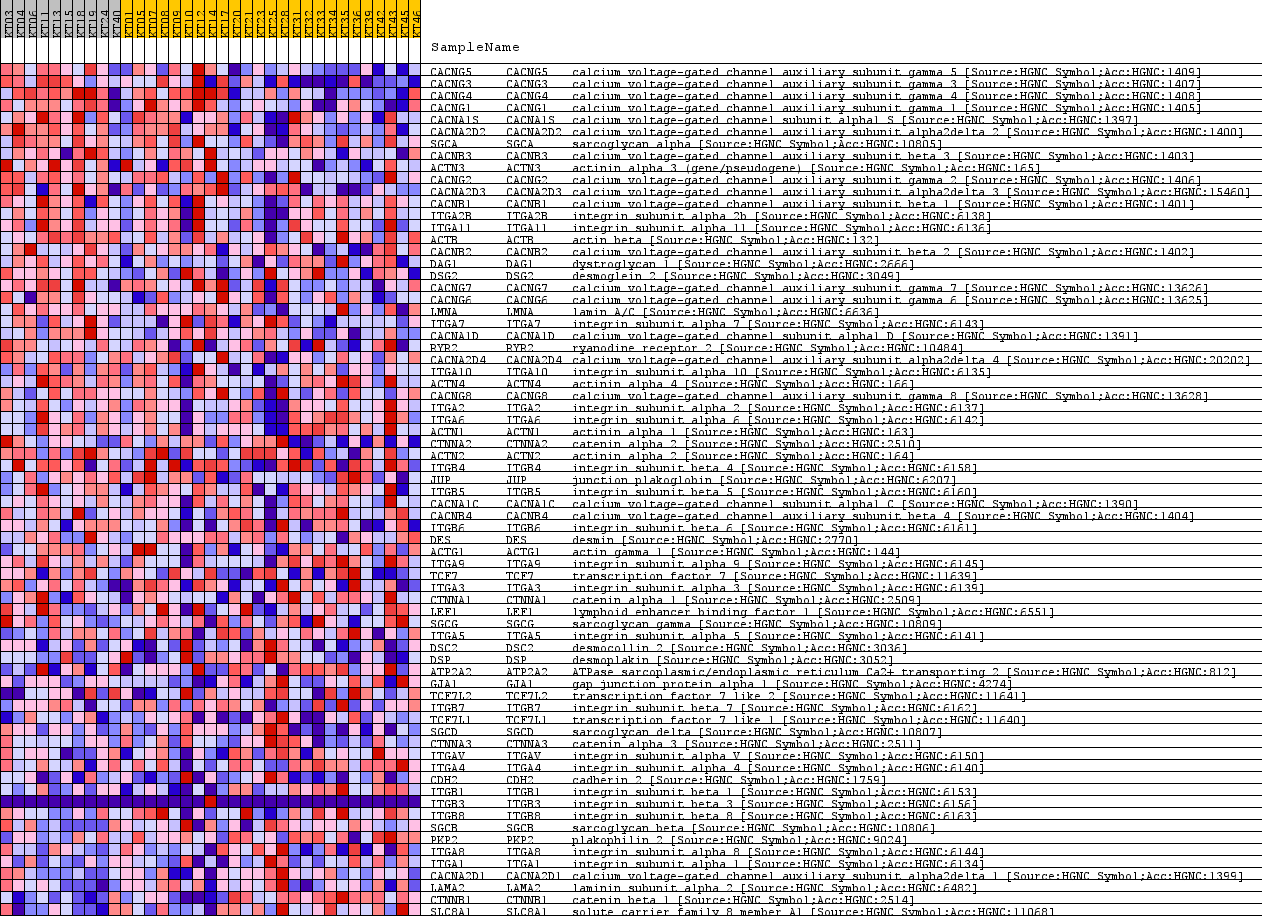 KT03 KT04 KT06 KT11 KT13 KT15 KT18 KT19 KT24 KT40 KT01 KT05 KT07 KT08 KT09 KT10 KT12 KT14 KT17 KT20 KT21 KT23 KT25 KT28 KT31 KT32 KT33 KT34 KT35 KT36 KT39 KT42 KT43 KT45 KT46
SampleName
CACNG5 CACNG5 calcium voltage-gated channel auxiliary subunit gamma 5 [Source:HGNC Symbol;Acc:HGNC:1409]
CACNG3 CACNG3 calcium voltage-gated channel auxiliary subunit gamma 3 [Source:HGNC Symbol;Acc:HGNC:1407]
CACNG4 CACNG4 calcium voltage-gated channel auxiliary subunit gamma 4 [Source:HGNC Symbol;Acc:HGNC:1408]
CACNG1 CACNG1 calcium voltage-gated channel auxiliary subunit gamma 1 [Source:HGNC Symbol;Acc:HGNC:1405]
CACNA1S CACNA1S calcium voltage-gated channel subunit alpha1 S [Source:HGNC Symbol;Acc:HGNC:1397]
CACNA2D2 CACNA2D2 calcium voltage-gated channel auxiliary subunit alpha2delta 2 [Source:HGNC Symbol;Acc:HGNC:1400]
SGCA SGCA sarcoglycan alpha [Source:HGNC Symbol;Acc:HGNC:10805]
CACNB3 CACNB3 calcium voltage-gated channel auxiliary subunit beta 3 [Source:HGNC Symbol;Acc:HGNC:1403]
ACTN3 ACTN3 actinin alpha 3 (gene/pseudogene) [Source:HGNC Symbol;Acc:HGNC:165]
CACNG2 CACNG2 calcium voltage-gated channel auxiliary subunit gamma 2 [Source:HGNC Symbol;Acc:HGNC:1406]
CACNA2D3 CACNA2D3 calcium voltage-gated channel auxiliary subunit alpha2delta 3 [Source:HGNC Symbol;Acc:HGNC:15460]
CACNB1 CACNB1 calcium voltage-gated channel auxiliary subunit beta 1 [Source:HGNC Symbol;Acc:HGNC:1401]
ITGA2B ITGA2B integrin subunit alpha 2b [Source:HGNC Symbol;Acc:HGNC:6138]
ITGA11 ITGA11 integrin subunit alpha 11 [Source:HGNC Symbol;Acc:HGNC:6136]
ACTB ACTB actin beta [Source:HGNC Symbol;Acc:HGNC:132]
CACNB2 CACNB2 calcium voltage-gated channel auxiliary subunit beta 2 [Source:HGNC Symbol;Acc:HGNC:1402]
DAG1 DAG1 dystroglycan 1 [Source:HGNC Symbol;Acc:HGNC:2666]
DSG2 DSG2 desmoglein 2 [Source:HGNC Symbol;Acc:HGNC:3049]
CACNG7 CACNG7 calcium voltage-gated channel auxiliary subunit gamma 7 [Source:HGNC Symbol;Acc:HGNC:13626]
CACNG6 CACNG6 calcium voltage-gated channel auxiliary subunit gamma 6 [Source:HGNC Symbol;Acc:HGNC:13625]
LMNA LMNA lamin A/C [Source:HGNC Symbol;Acc:HGNC:6636]
ITGA7 ITGA7 integrin subunit alpha 7 [Source:HGNC Symbol;Acc:HGNC:6143]
CACNA1D CACNA1D calcium voltage-gated channel subunit alpha1 D [Source:HGNC Symbol;Acc:HGNC:1391]
RYR2 RYR2 ryanodine receptor 2 [Source:HGNC Symbol;Acc:HGNC:10484]
CACNA2D4 CACNA2D4 calcium voltage-gated channel auxiliary subunit alpha2delta 4 [Source:HGNC Symbol;Acc:HGNC:20202]
ITGA10 ITGA10 integrin subunit alpha 10 [Source:HGNC Symbol;Acc:HGNC:6135]
ACTN4 ACTN4 actinin alpha 4 [Source:HGNC Symbol;Acc:HGNC:166]
CACNG8 CACNG8 calcium voltage-gated channel auxiliary subunit gamma 8 [Source:HGNC Symbol;Acc:HGNC:13628]
ITGA2 ITGA2 integrin subunit alpha 2 [Source:HGNC Symbol;Acc:HGNC:6137]
ITGA6 ITGA6 integrin subunit alpha 6 [Source:HGNC Symbol;Acc:HGNC:6142]
ACTN1 ACTN1 actinin alpha 1 [Source:HGNC Symbol;Acc:HGNC:163]
CTNNA2 CTNNA2 catenin alpha 2 [Source:HGNC Symbol;Acc:HGNC:2510]
ACTN2 ACTN2 actinin alpha 2 [Source:HGNC Symbol;Acc:HGNC:164]
ITGB4 ITGB4 integrin subunit beta 4 [Source:HGNC Symbol;Acc:HGNC:6158]
JUP JUP junction plakoglobin [Source:HGNC Symbol;Acc:HGNC:6207]
ITGB5 ITGB5 integrin subunit beta 5 [Source:HGNC Symbol;Acc:HGNC:6160]
CACNA1C CACNA1C calcium voltage-gated channel subunit alpha1 C [Source:HGNC Symbol;Acc:HGNC:1390]
CACNB4 CACNB4 calcium voltage-gated channel auxiliary subunit beta 4 [Source:HGNC Symbol;Acc:HGNC:1404]
ITGB6 ITGB6 integrin subunit beta 6 [Source:HGNC Symbol;Acc:HGNC:6161]
DES DES desmin [Source:HGNC Symbol;Acc:HGNC:2770]
ACTG1 ACTG1 actin gamma 1 [Source:HGNC Symbol;Acc:HGNC:144]
ITGA9 ITGA9 integrin subunit alpha 9 [Source:HGNC Symbol;Acc:HGNC:6145]
TCF7 TCF7 transcription factor 7 [Source:HGNC Symbol;Acc:HGNC:11639]
ITGA3 ITGA3 integrin subunit alpha 3 [Source:HGNC Symbol;Acc:HGNC:6139]
CTNNA1 CTNNA1 catenin alpha 1 [Source:HGNC Symbol;Acc:HGNC:2509]
LEF1 LEF1 lymphoid enhancer binding factor 1 [Source:HGNC Symbol;Acc:HGNC:6551]
SGCG SGCG sarcoglycan gamma [Source:HGNC Symbol;Acc:HGNC:10809]
ITGA5 ITGA5 integrin subunit alpha 5 [Source:HGNC Symbol;Acc:HGNC:6141]
DSC2 DSC2 desmocollin 2 [Source:HGNC Symbol;Acc:HGNC:3036]
DSP DSP desmoplakin [Source:HGNC Symbol;Acc:HGNC:3052]
ATP2A2 ATP2A2 ATPase sarcoplasmic/endoplasmic reticulum Ca2+ transporting 2 [Source:HGNC Symbol;Acc:HGNC:812]
GJA1 GJA1 gap junction protein alpha 1 [Source:HGNC Symbol;Acc:HGNC:4274]
TCF7L2 TCF7L2 transcription factor 7 like 2 [Source:HGNC Symbol;Acc:HGNC:11641]
ITGB7 ITGB7 integrin subunit beta 7 [Source:HGNC Symbol;Acc:HGNC:6162]
TCF7L1 TCF7L1 transcription factor 7 like 1 [Source:HGNC Symbol;Acc:HGNC:11640]
SGCD SGCD sarcoglycan delta [Source:HGNC Symbol;Acc:HGNC:10807]
CTNNA3 CTNNA3 catenin alpha 3 [Source:HGNC Symbol;Acc:HGNC:2511]
ITGAV ITGAV integrin subunit alpha V [Source:HGNC Symbol;Acc:HGNC:6150]
ITGA4 ITGA4 integrin subunit alpha 4 [Source:HGNC Symbol;Acc:HGNC:6140]
CDH2 CDH2 cadherin 2 [Source:HGNC Symbol;Acc:HGNC:1759]
ITGB1 ITGB1 integrin subunit beta 1 [Source:HGNC Symbol;Acc:HGNC:6153]
ITGB3 ITGB3 integrin subunit beta 3 [Source:HGNC Symbol;Acc:HGNC:6156]
ITGB8 ITGB8 integrin subunit beta 8 [Source:HGNC Symbol;Acc:HGNC:6163]
SGCB SGCB sarcoglycan beta [Source:HGNC Symbol;Acc:HGNC:10806]
PKP2 PKP2 plakophilin 2 [Source:HGNC Symbol;Acc:HGNC:9024]
ITGA8 ITGA8 integrin subunit alpha 8 [Source:HGNC Symbol;Acc:HGNC:6144]
ITGA1 ITGA1 integrin subunit alpha 1 [Source:HGNC Symbol;Acc:HGNC:6134]
CACNA2D1 CACNA2D1 calcium voltage-gated channel auxiliary subunit alpha2delta 1 [Source:HGNC Symbol;Acc:HGNC:1399]
LAMA2 LAMA2 laminin subunit alpha 2 [Source:HGNC Symbol;Acc:HGNC:6482]
CTNNB1 CTNNB1 catenin beta 1 [Source:HGNC Symbol;Acc:HGNC:2514]
SLC8A1 SLC8A1 solute carrier family 8 member A1 [Source:HGNC Symbol;Acc:HGNC:11068]